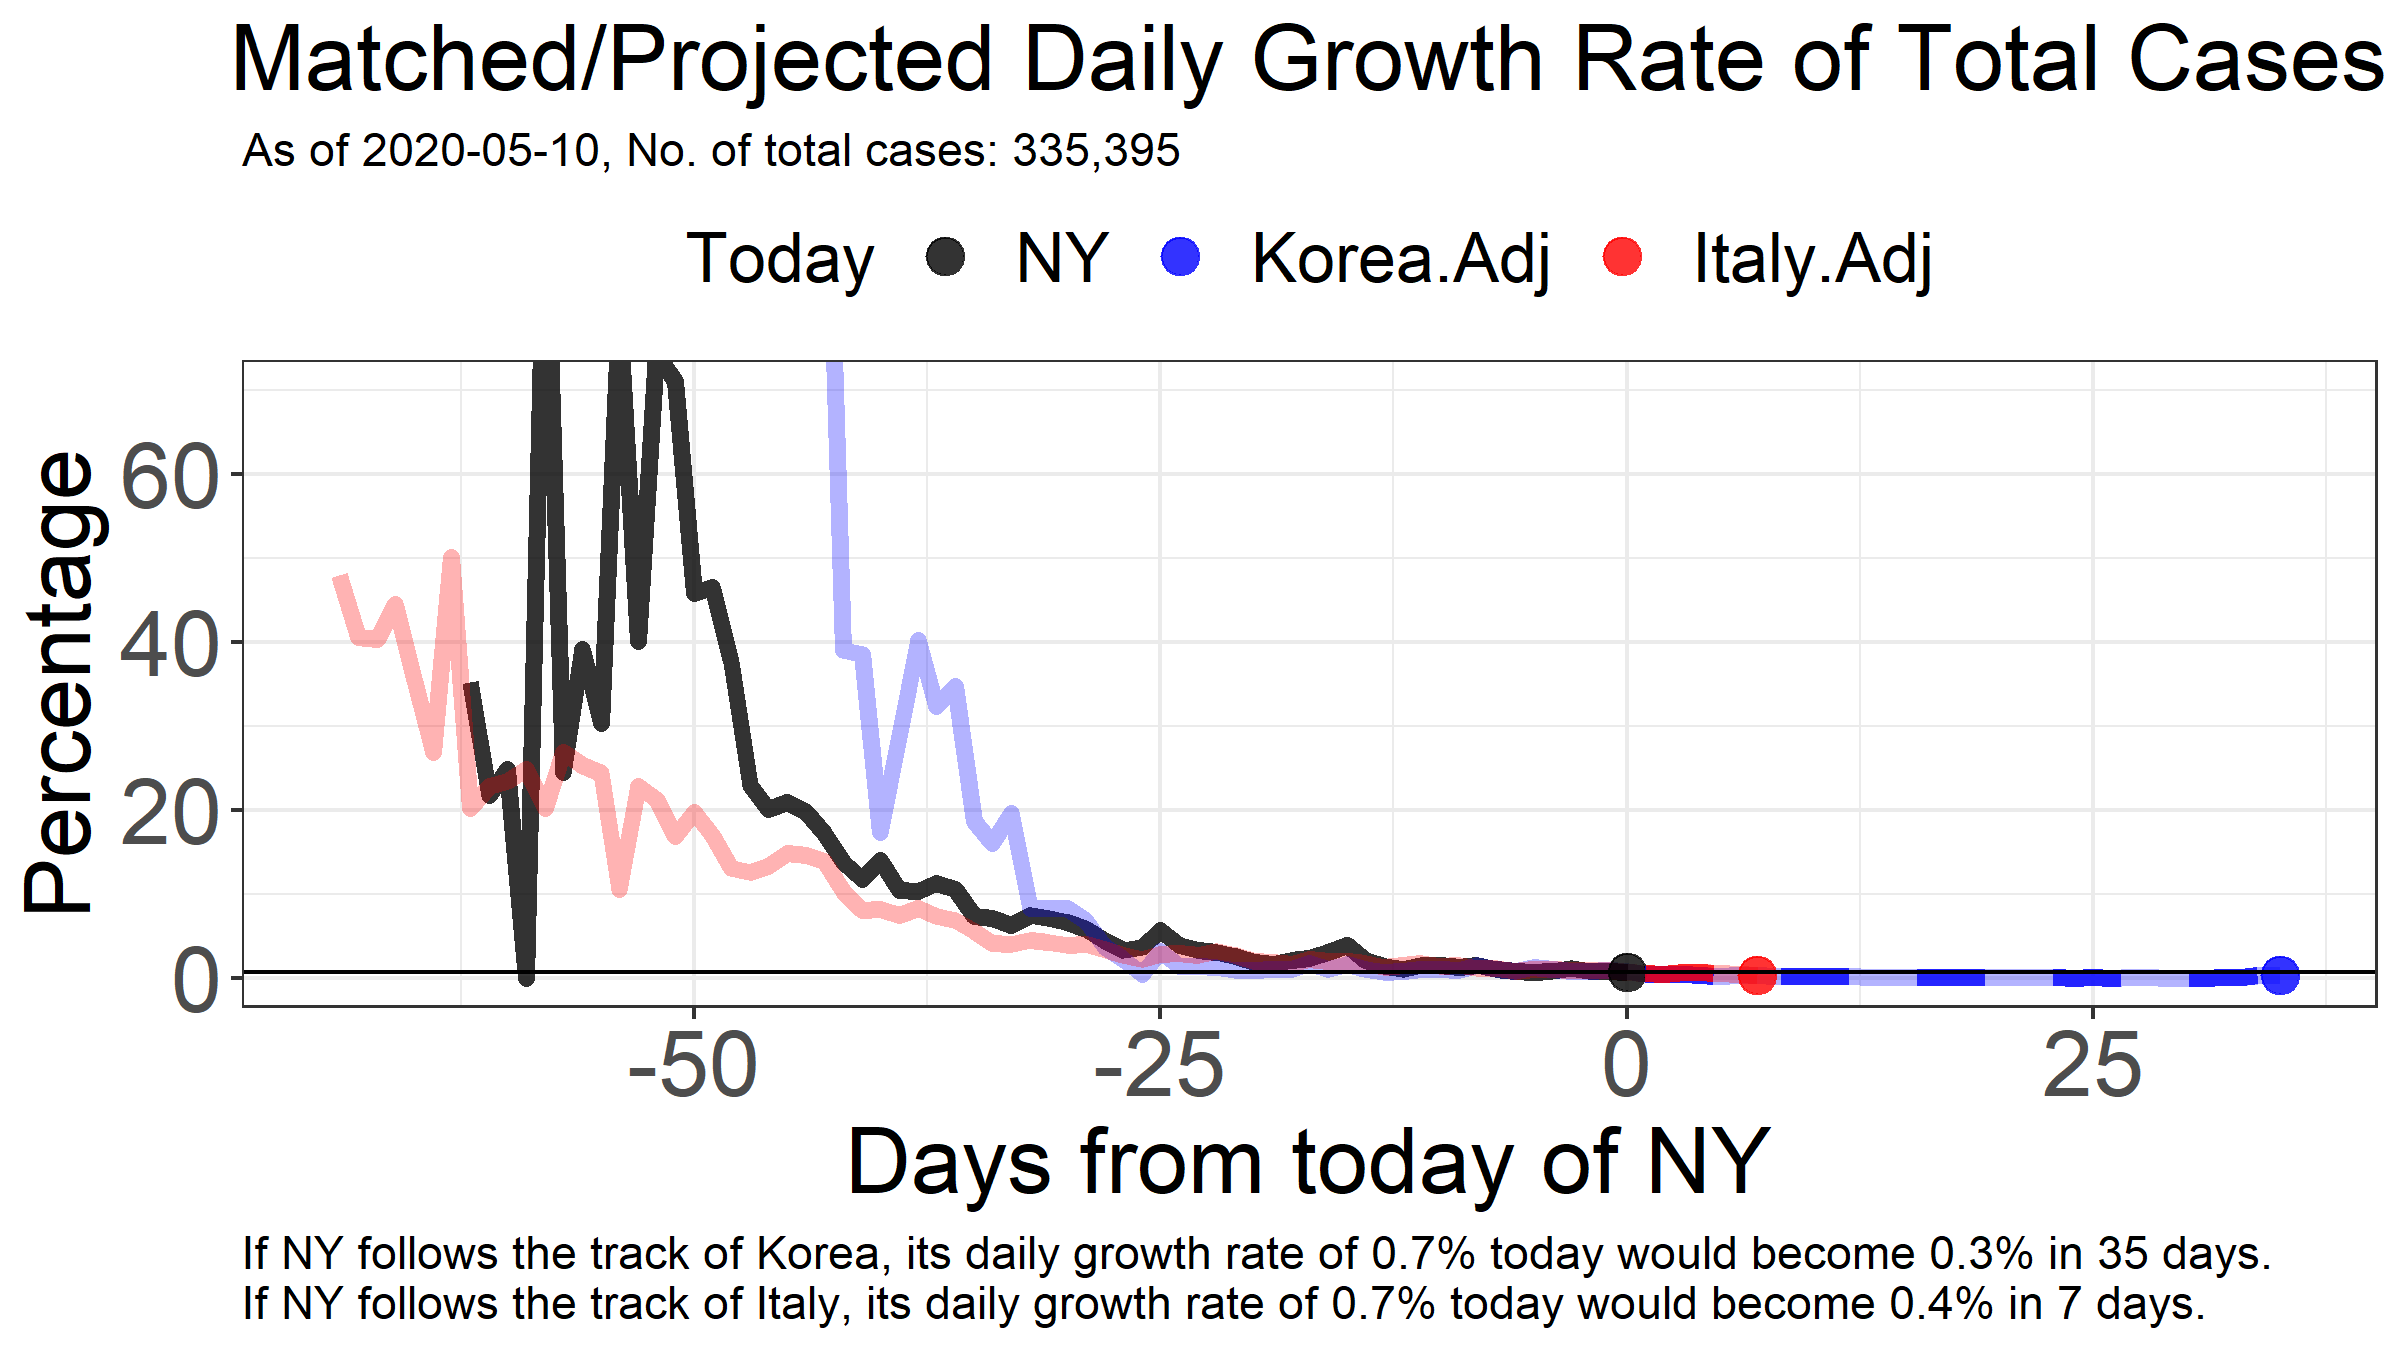 Matched/Projected Daily Growth Rate of Total Cases
As of 2020-05-10, No. of total cases: 335,395
Today NY Korea.Adj Italy.Adj
Percentage
60
40
20
0
-50 -25 0 25
Days from today of NY
If NY follows the track of Korea, its daily growth rate of 0.7% today would become 0.3% in 35 days.
If NY follows the track of Italy, its daily growth rate of 0.7% today would become 0.4% in 7 days.